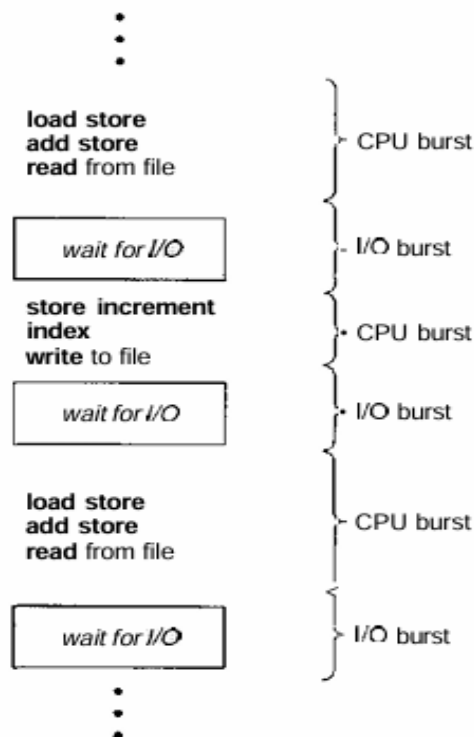 load store
add store
read from file
CPU burst
wait for I/O
I/O burst
store increment
index
write to file
CPU burst
wait for I/O
I/O burst
load store
add store
read from file
CPU burst
wait for I/O
I/O burst